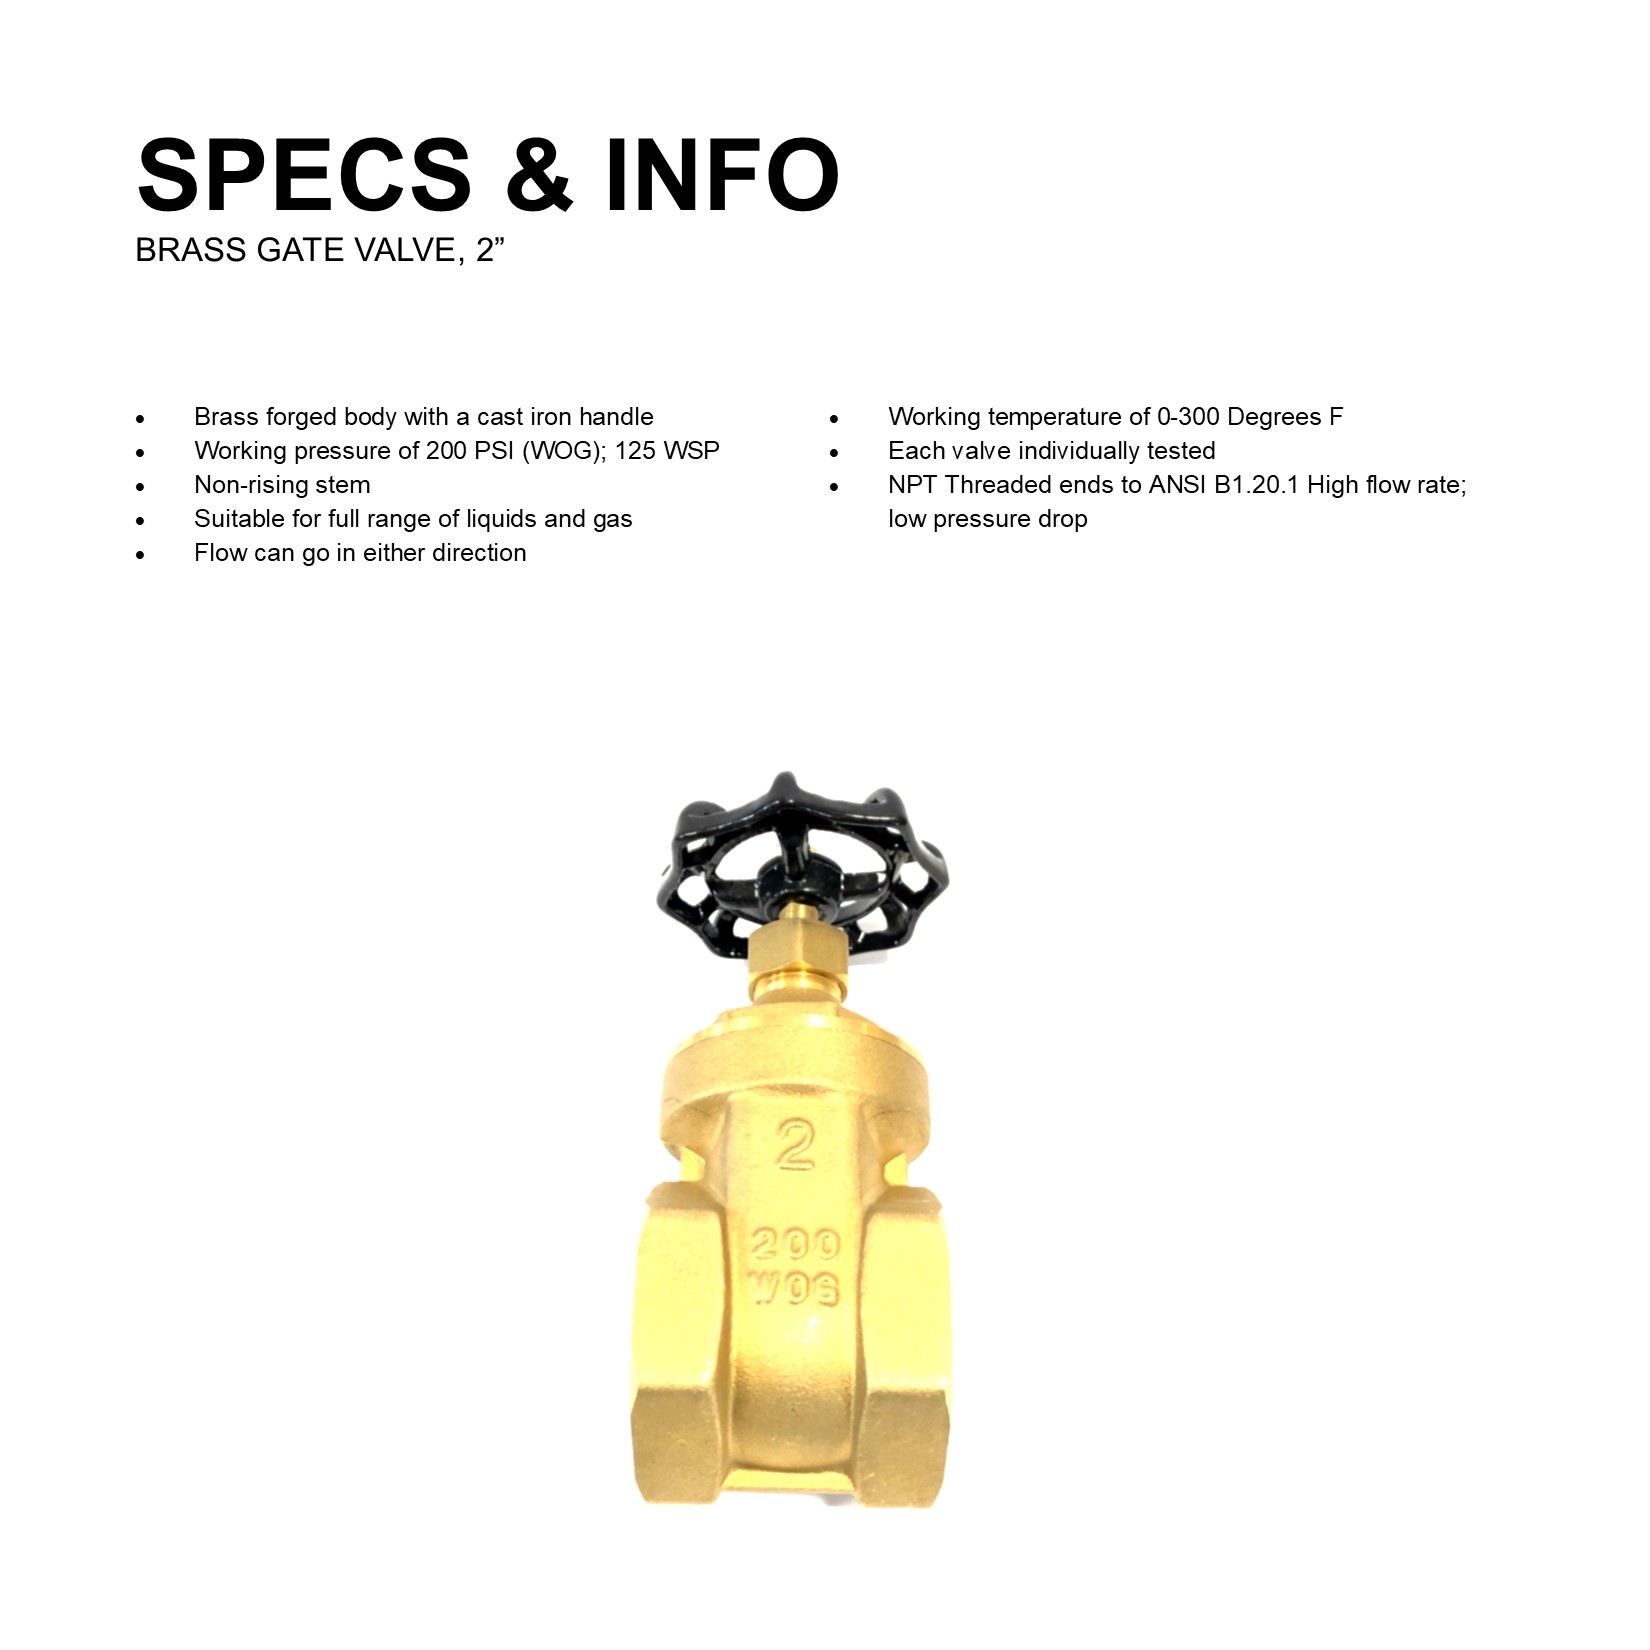 SPECS & INFO
BRASS GATE VALVE, 2”
• Brass forged body with a cast iron handle
• Working pressure of 200 PSI (WOG); 125 WSP
• Non-rising stem
• Suitable for full range of liquids and gas
• Flow can go in either direction
• Working temperature of 0-300 Degrees F
• Each valve individually tested
• NPT Threaded ends to ANSI B1.20.1 High flow rate;
low pressure drop
2
200
WOG